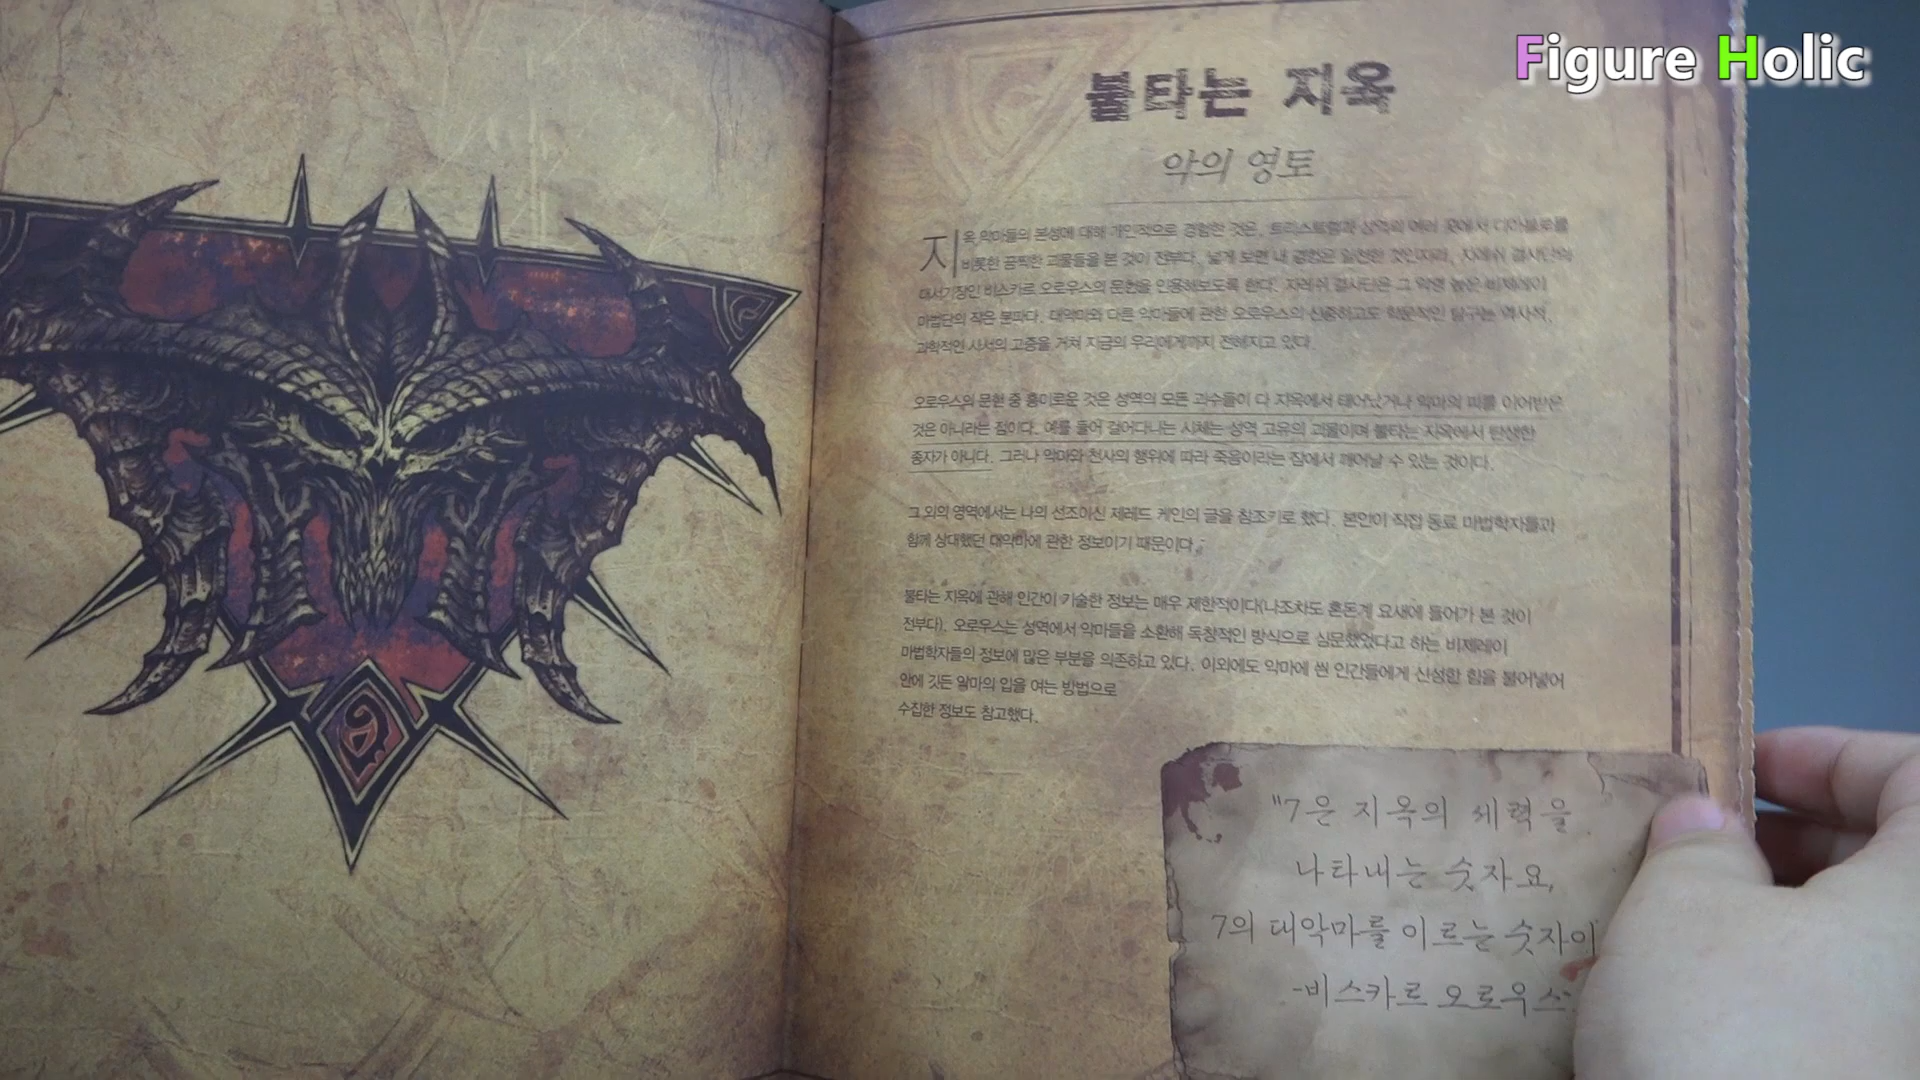 Figure Holic
불타는 지옥
악의 영토
지옥 악마들의 본성에 대해 개인적으로 경험한 것은, 트리스트럼과 성역의 여러 곳에서 디아블로를
비롯한 끔찍한 괴물들을 본 것이 전부다. 넓게 보면 내 경험은 일천한 것인지라, 자레쉬 결사단의
대서기장인 비스카르 오로우스의 문헌을 인용해보도록 한다. 자레쉬 결사단은 그 악명 높은 비제레이
마법단의 작은 분파다. 대악마와 다른 악마들에 관한 오로우스의 신중하고도 학문적인 탐구는 역사적,
과학적인 사서의 고증을 거쳐 지금의 우리에게까지 전해지고 있다.
오로우스의 문헌 중 흥미로운 것은 성역의 모든 괴수들이 다 지옥에서 태어났거나 악마의 피를 이어받은
것은 아니라는 점이다. 예를 들어 걸어다니는 시체는 성역 고유의 괴물이며 불타는 지옥에서 탄생한
종자가 아니다. 그러나 악마와 천사의 행위에 따라 죽음이라는 잠에서 깨어날 수 있는 것이다.
그 외의 영역에서는 나의 선조이신 제레드 케인의 글을 참조키로 했다. 본인이 직접 동료 마법학자들과
함께 상대했던 대악마에 관한 정보이기 때문이다.
불타는 지옥에 관해 인간이 기술한 정보는 매우 제한적이다(나조차도 혼돈계 요새에 들어가 본 것이
전부다). 오로우스는 성역에서 악마들을 소환해 독창적인 방식으로 심문했었다고 하는 비제레이
마법학자들의 정보에 많은 부분을 의존하고 있다. 이외에도 악마에 씐 인간들에게 신성한 힘을 불어넣어
안에 깃든 악마의 입을 여는 방법으로
수집한 정보도 참고했다.
"7은 지옥의 세력을
나타내는 숫자요,
7의 대악마를 이르는 숫자이
-비스카르 오로우스